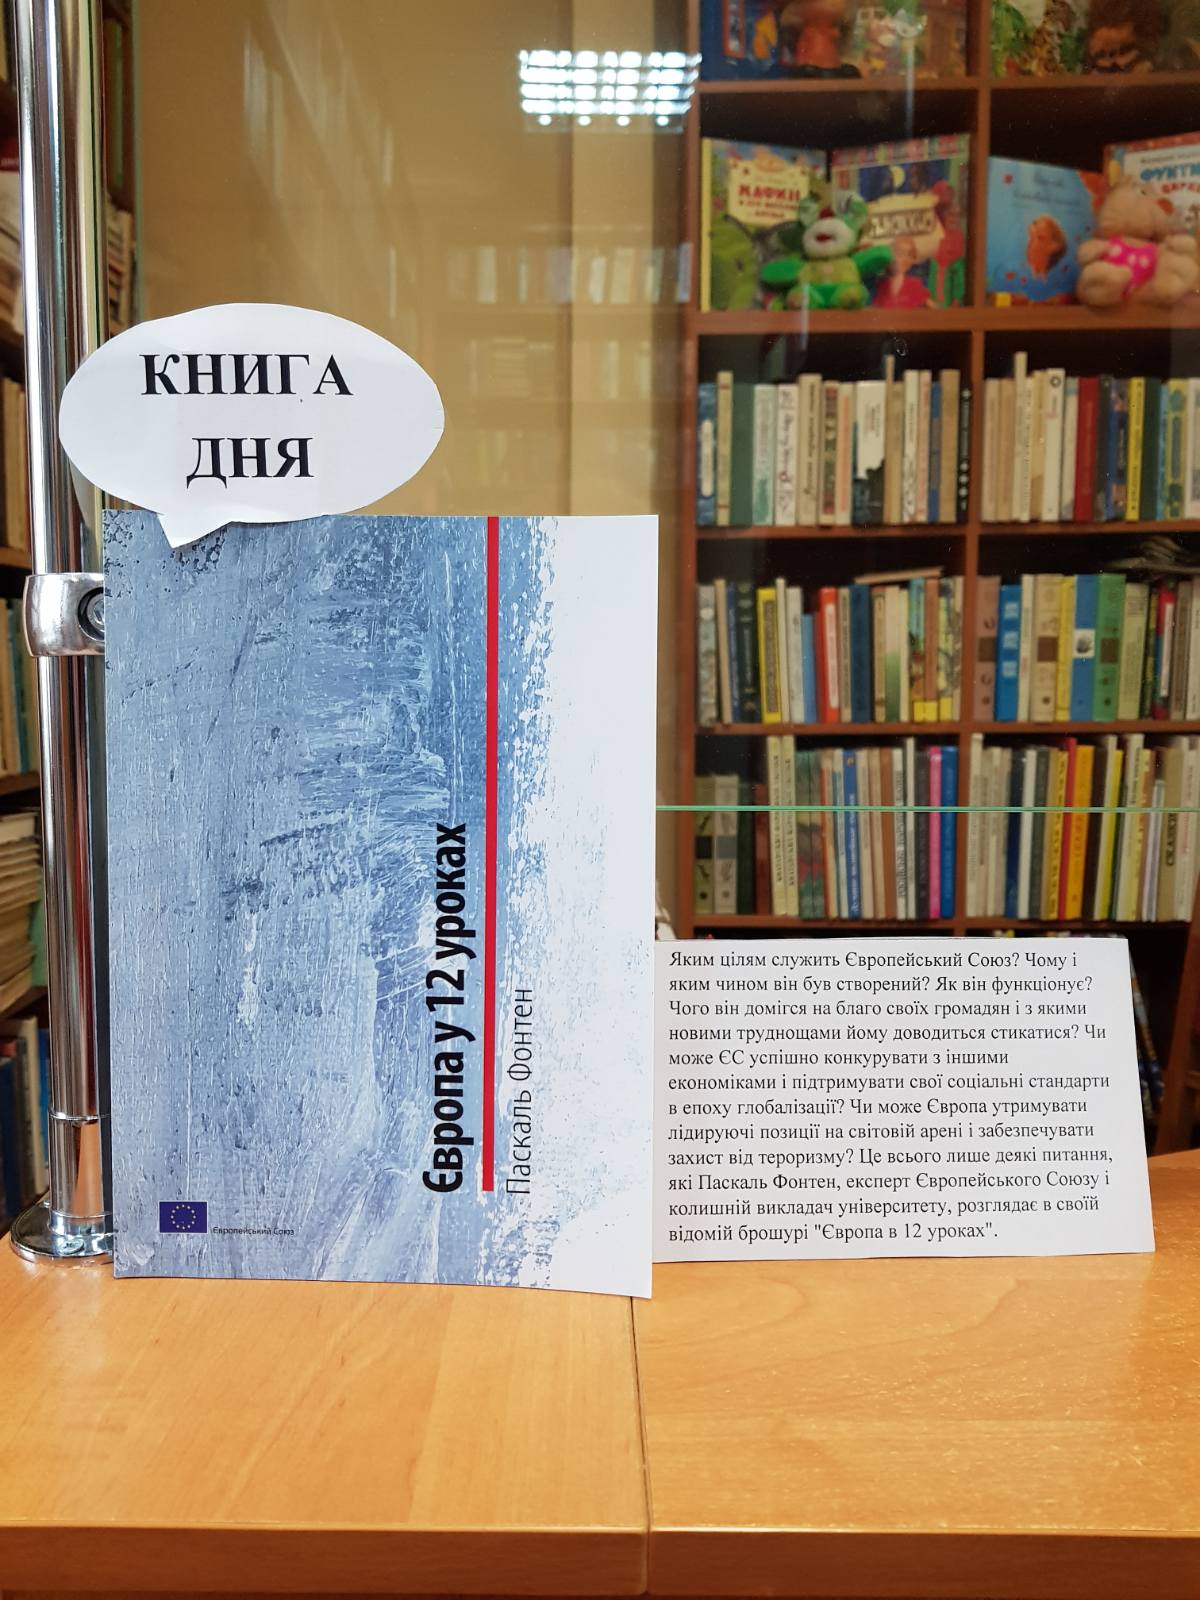 КНИГА
ДНЯ
Європа у 12 уроках
Паскаль Фонтен
Європейський Союз
Яким цілям служить Європейський Союз? Чому і
яким чином він був створений? Як він функціонує?
Чого він домігся на благо своїх громадян і з якими
новими труднощами йому доводиться стикатися? Чи
може ЄС успішно конкурувати з іншими
економіками і підтримувати свої соціальні стандарти
в епоху глобалізації? Чи може Європа утримувати
лідируючі позиції на світовій арені і забезпечувати
захист від тероризму? Це всього лише деякі питання,
які Паскаль Фонтен, експерт Європейського Союзу і
колишній викладач університету, розглядає в своїй
відомій брошурі "Європа в 12 уроках".